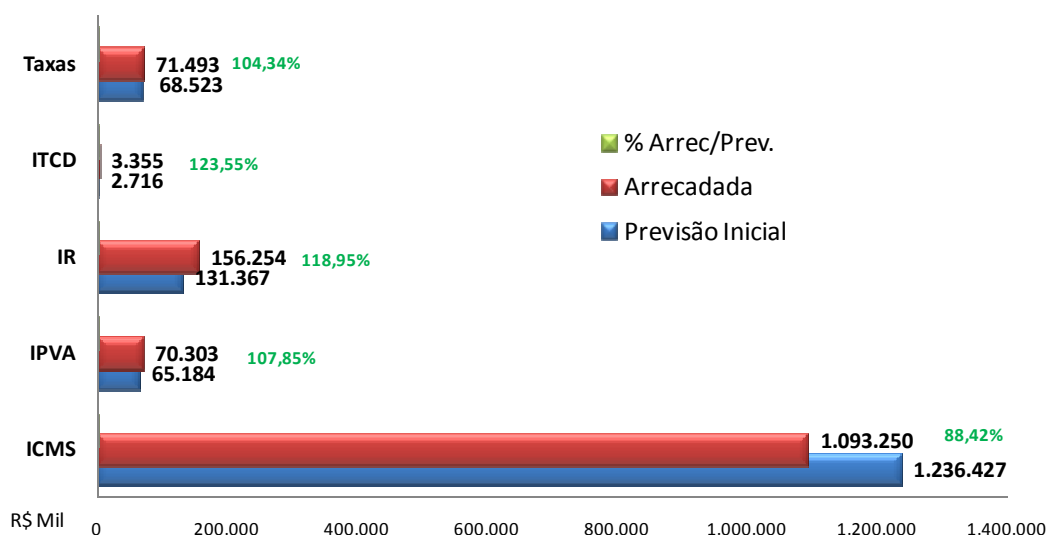 Taxas
71.493 104,34%
68.523
ITCD
3.355 123,55%
2.716
IR
156.254 118,95%
131.367
IPVA
70.303 107,85%
65.184
ICMS
1.093.250 88,42%
1.236.427
% Arrec/Prev.
Arrecadada
Previsão Inicial
R$ Mil
0 200.000 400.000 600.000 800.000 1.000.000 1.200.000 1.400.000